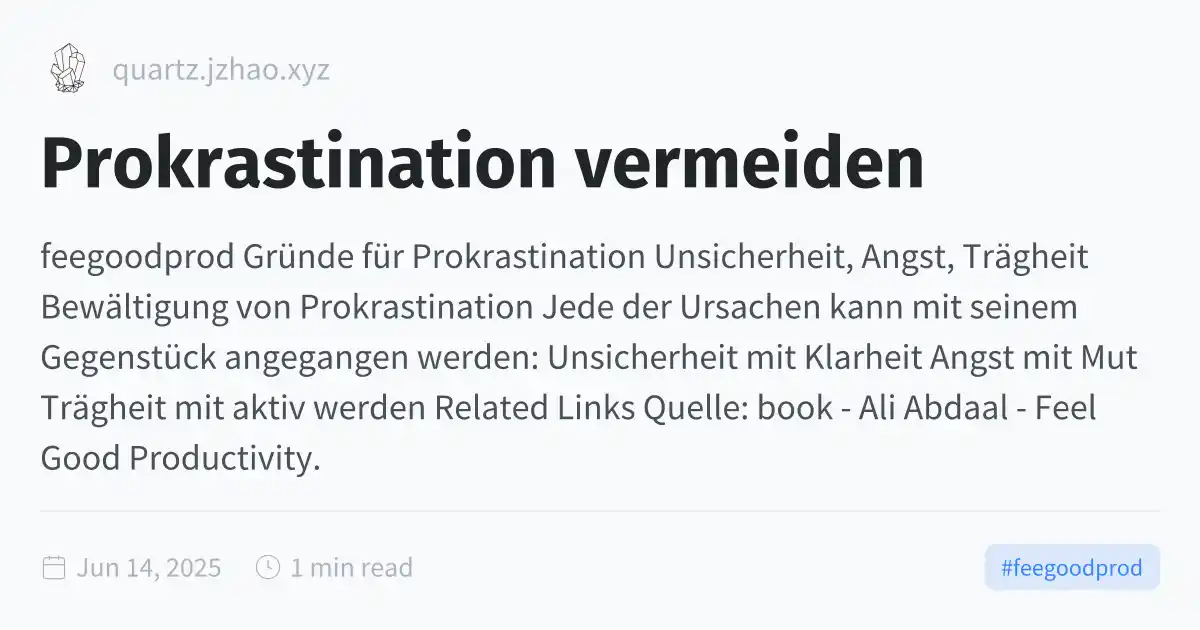 quartz.jzhao.xyz
Prokrastination vermeiden
feegoodprod Gründe für Prokrastination Unsicherheit, Angst, Trägheit
Bewältigung von Prokrastination Jede der Ursachen kann mit seinem
Gegenstück angegangen werden: Unsicherheit mit Klarheit Angst mit Mut
Trägheit mit aktiv werden Related Links Quelle: book - Ali Abdaal - Feel
Good Productivity.
Jun 14, 2025 1 min read #feegoodprod